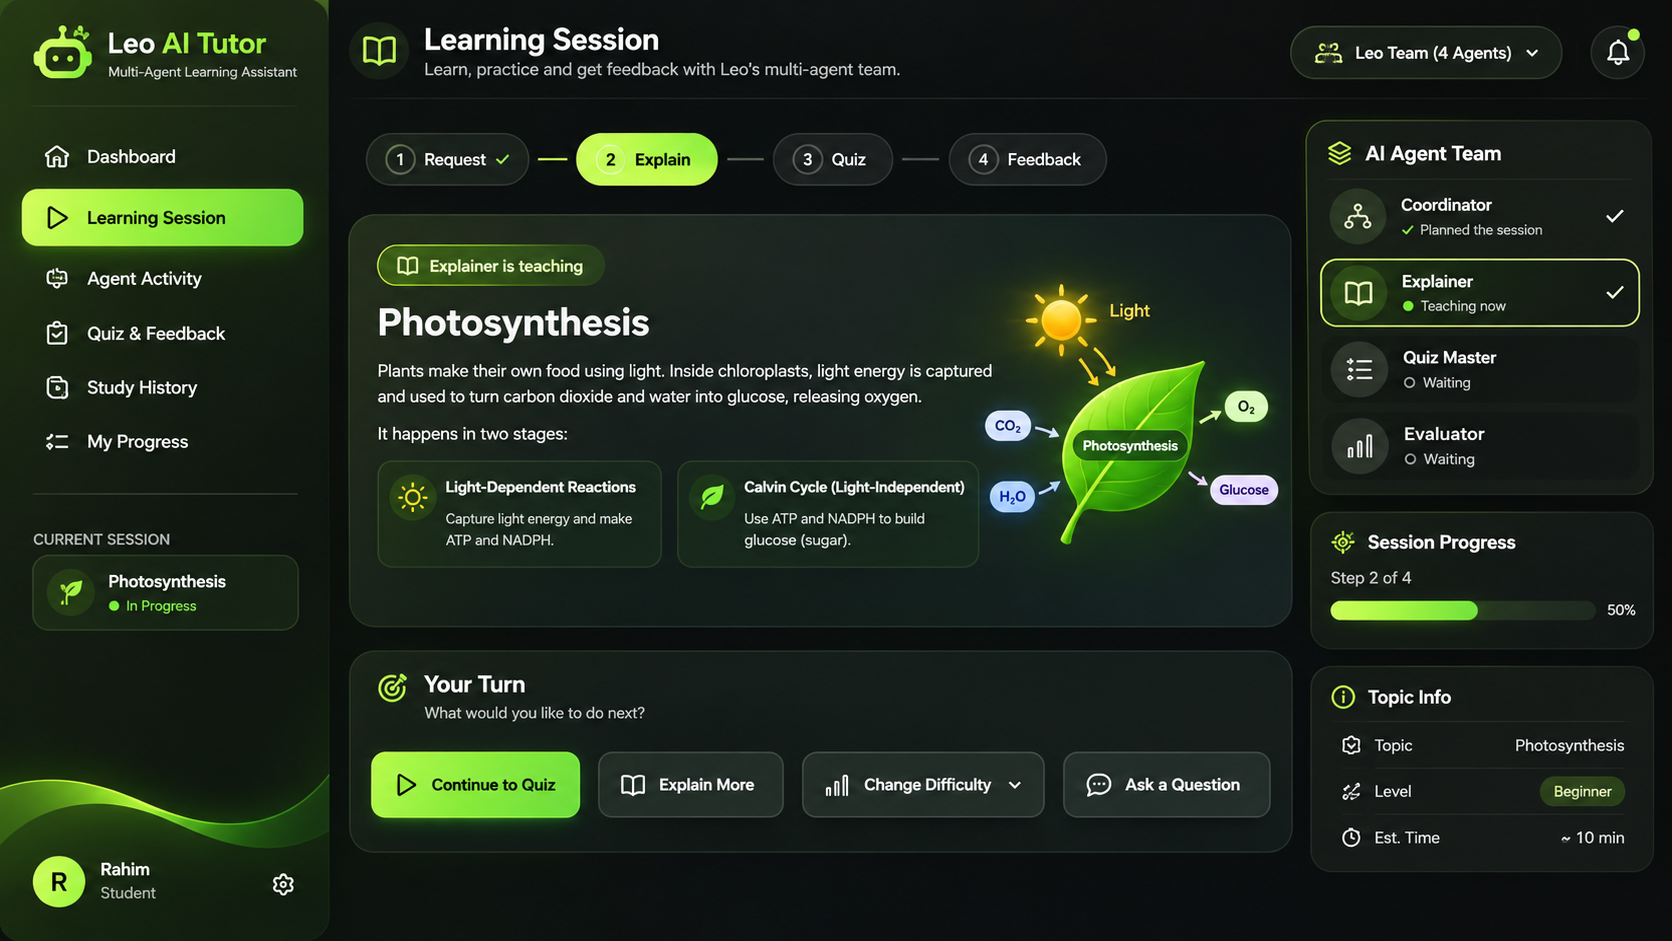 Leo AI Tutor
Multi-Agent Learning Assistant
Dashboard
Learning Session
Agent Activity
Quiz & Feedback
Study History
My Progress
CURRENT SESSION
Photosynthesis
In Progress
R
Rahim
Student
Learning Session
Learn, practice and get feedback with Leo's multi-agent team.
Leo Team (4 Agents)
1 Request
2 Explain
3 Quiz
4 Feedback
Explainer is teaching
Photosynthesis
Plants make their own food using light. Inside chloroplasts, light energy is captured
and used to turn carbon dioxide and water into glucose, releasing oxygen.
It happens in two stages:
Light-Dependent Reactions
Capture light energy and make
ATP and NADPH.
Calvin Cycle (Light-Independent)
Use ATP and NADPH to build
glucose (sugar).
Light
CO₂
O₂
Photosynthesis
H₂O
Glucose
Your Turn
What would you like to do next?
Continue to Quiz
Explain More
Change Difficulty
Ask a Question
AI Agent Team
Coordinator
Planned the session
Explainer
Teaching now
Quiz Master
Waiting
Evaluator
Waiting
Session Progress
Step 2 of 4
50%
Topic Info
Topic Photosynthesis
Level Beginner
Est. Time ~ 10 min